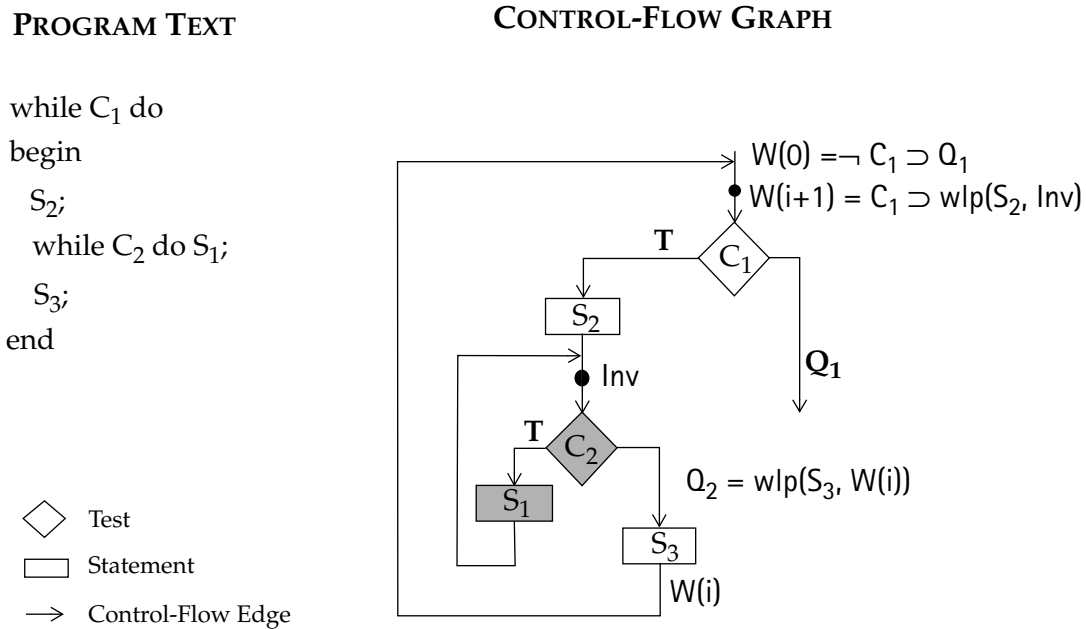 PROGRAM TEXT
CONTROL-FLOW GRAPH
while C₁ do
begin
S₂;
while C₂ do S₁;
S₃;
end
W(0) =¬ C₁ ⊃ Q₁
W(i+1) = C₁ ⊃ wlp(S₂, Inv)
T
C₁
S₂
Q₁
Inv
T
C₂
Q₂ = wlp(S₃, W(i))
S₁
S₃
W(i)
Test
Statement
Control-Flow Edge